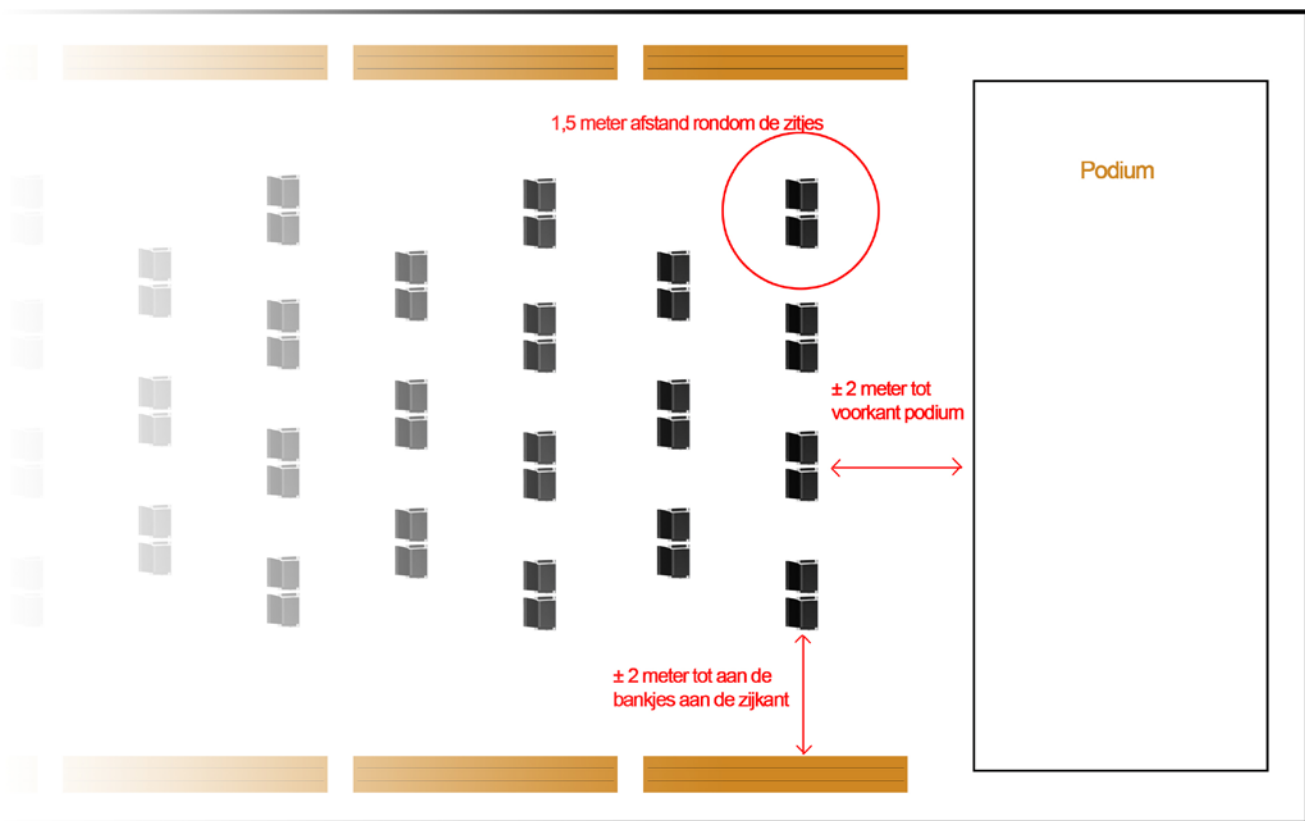 1,5 meter afstand rondom de zitjes
Podium
± 2 meter tot
voorkant podium
± 2 meter tot aan de
bankjes aan de zijkant